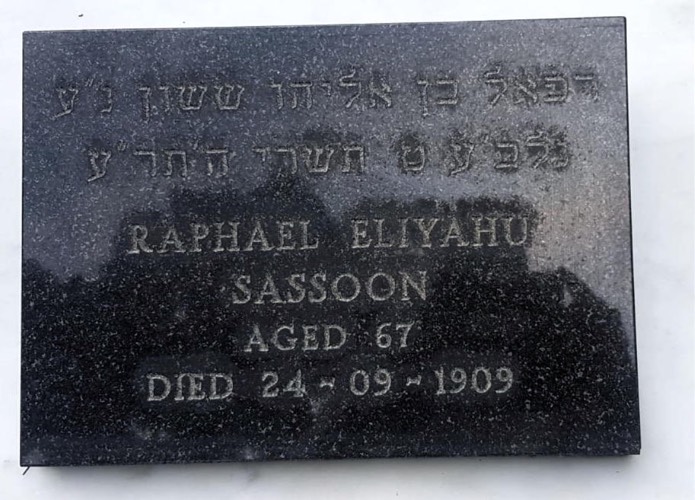 רפאל בן אליהו ששון נ״ע
נלב״ע ט תשרי ה׳תר״ע
RAPHAEL ELIYAHU
SASSOON
AGED 67
DIED 24-09-1909